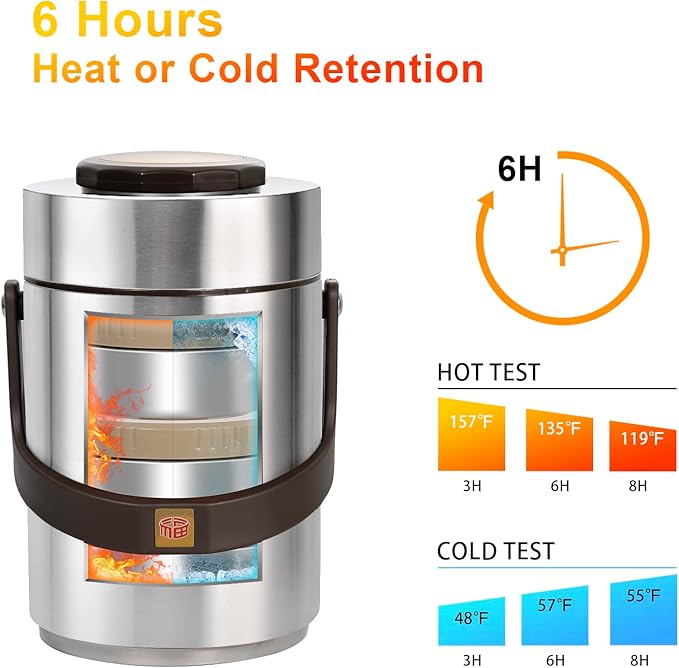 6 Hours
Heat or Cold Retention
6H
HOT TEST
157°F 135°F 119°F
3H 6H 8H
COLD TEST
48°F 57°F 55°F
3H 6H 8H